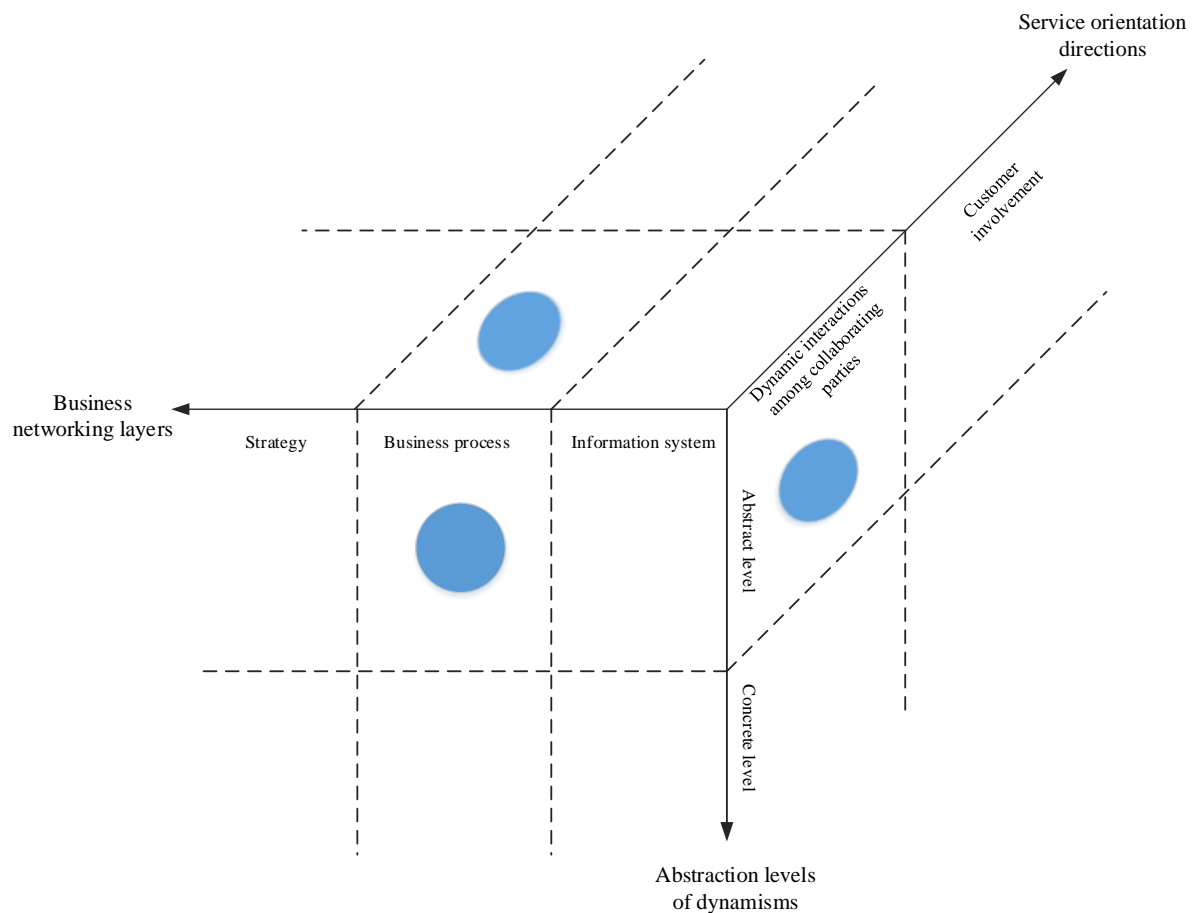 Service orientation
directions
Customer
involvement
Dynamic interactions
among collaborating
parties
Business
networking layers
Strategy
Business process
Information system
Abstract level
Concrete level
Abstraction levels
of dynamisms